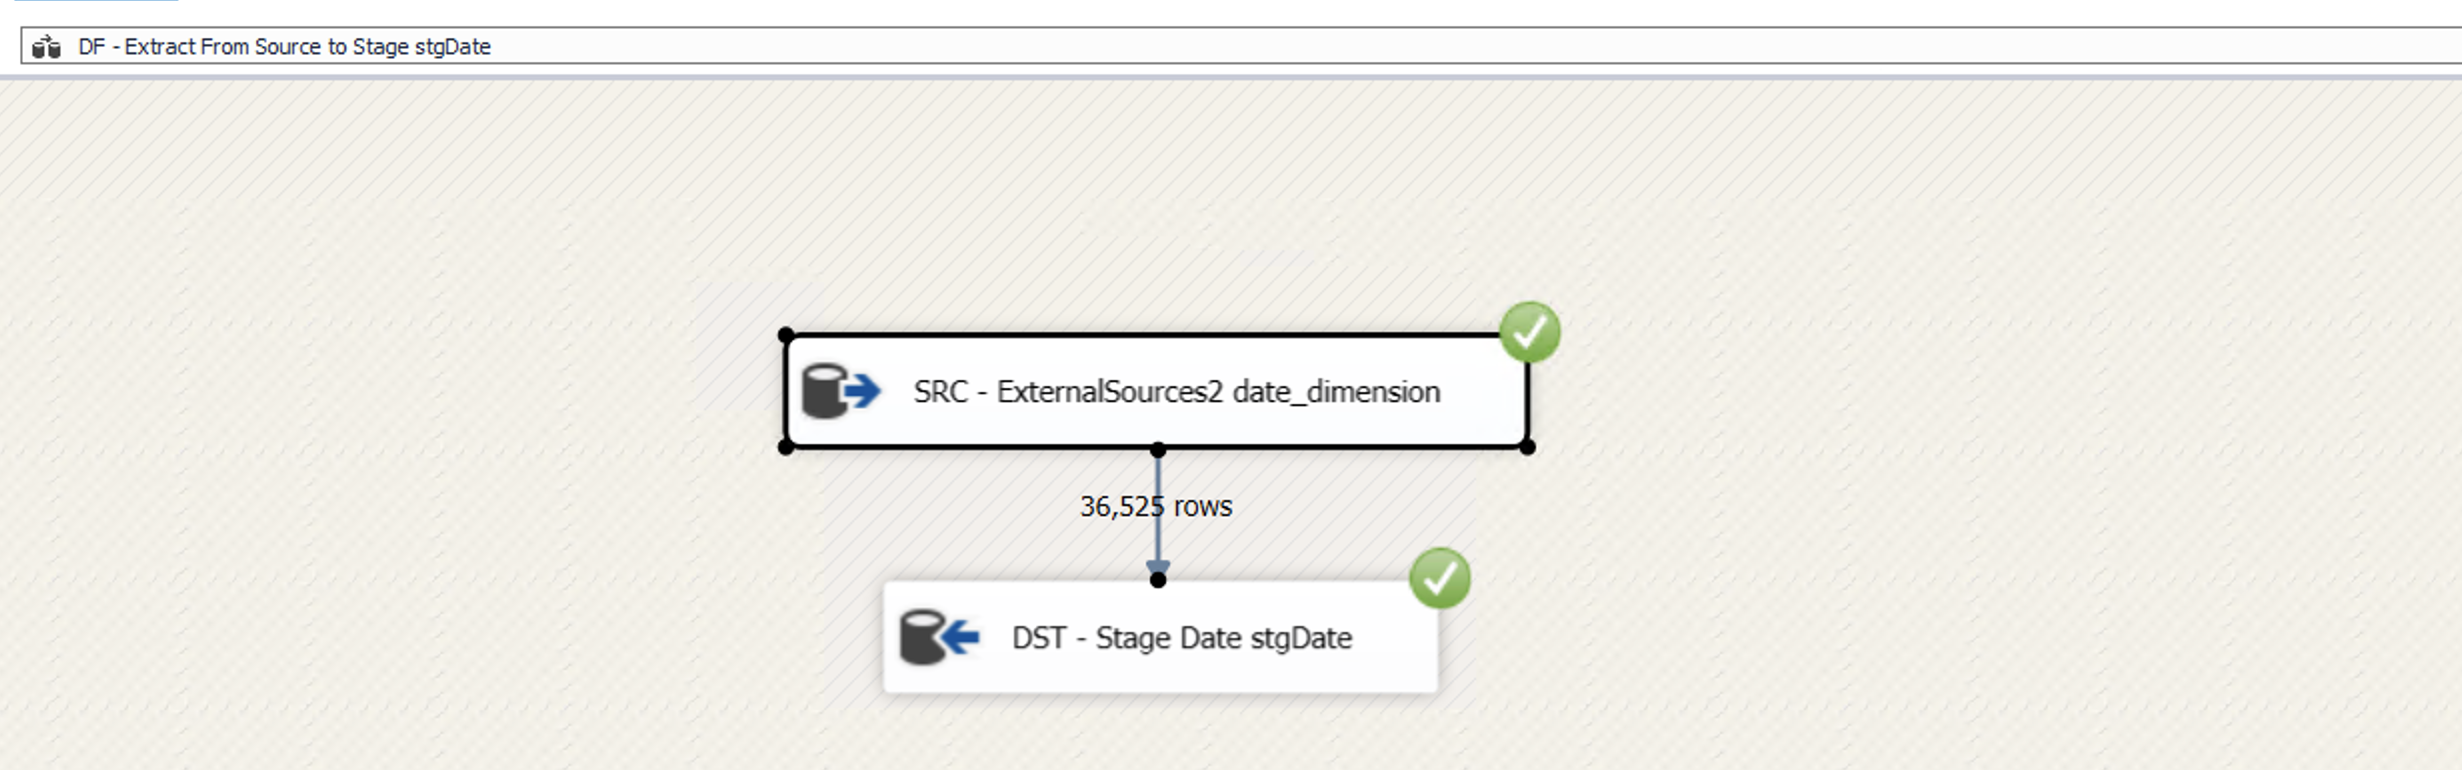 DF - Extract From Source to Stage stgDate
SRC - ExternalSources2 date_dimension
36,525 rows
DST - Stage Date stgDate